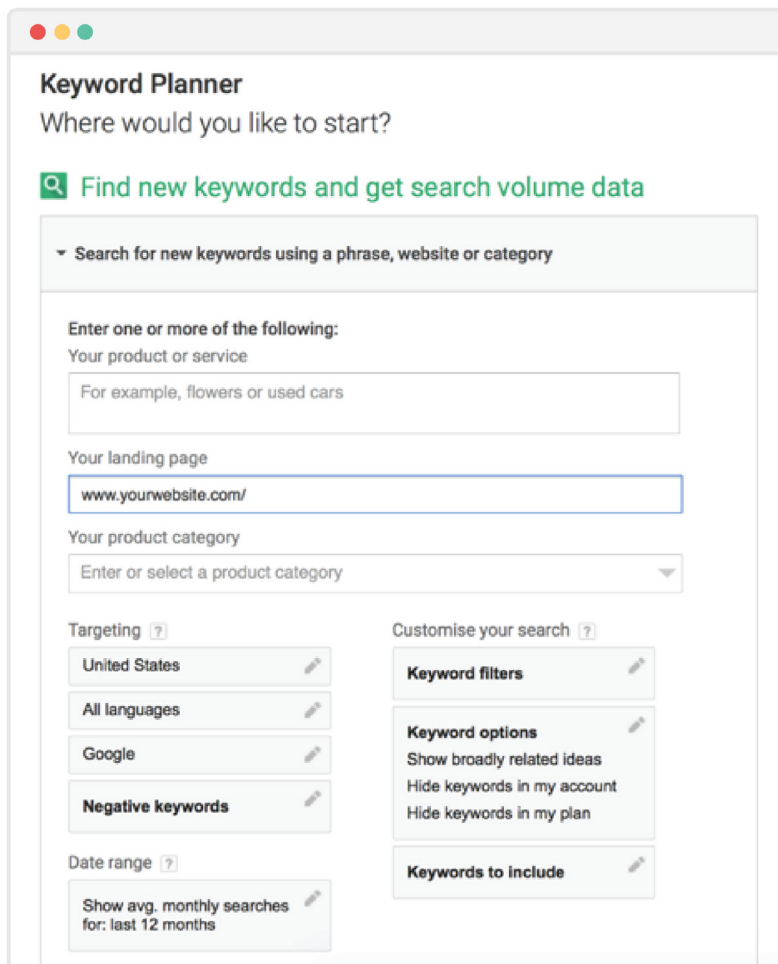 Keyword Planner
Where would you like to start?
Find new keywords and get search volume data
Search for new keywords using a phrase, website or category
Enter one or more of the following:
Your product or service
For example, flowers or used cars
Your landing page
www.yourwebsite.com/
Your product category
Enter or select a product category
Targeting ?
United States
All languages
Google
Negative keywords
Date range ?
Show avg. monthly searches
for: last 12 months
Customise your search ?
Keyword filters
Keyword options
Show broadly related ideas
Hide keywords in my account
Hide keywords in my plan
Keywords to include